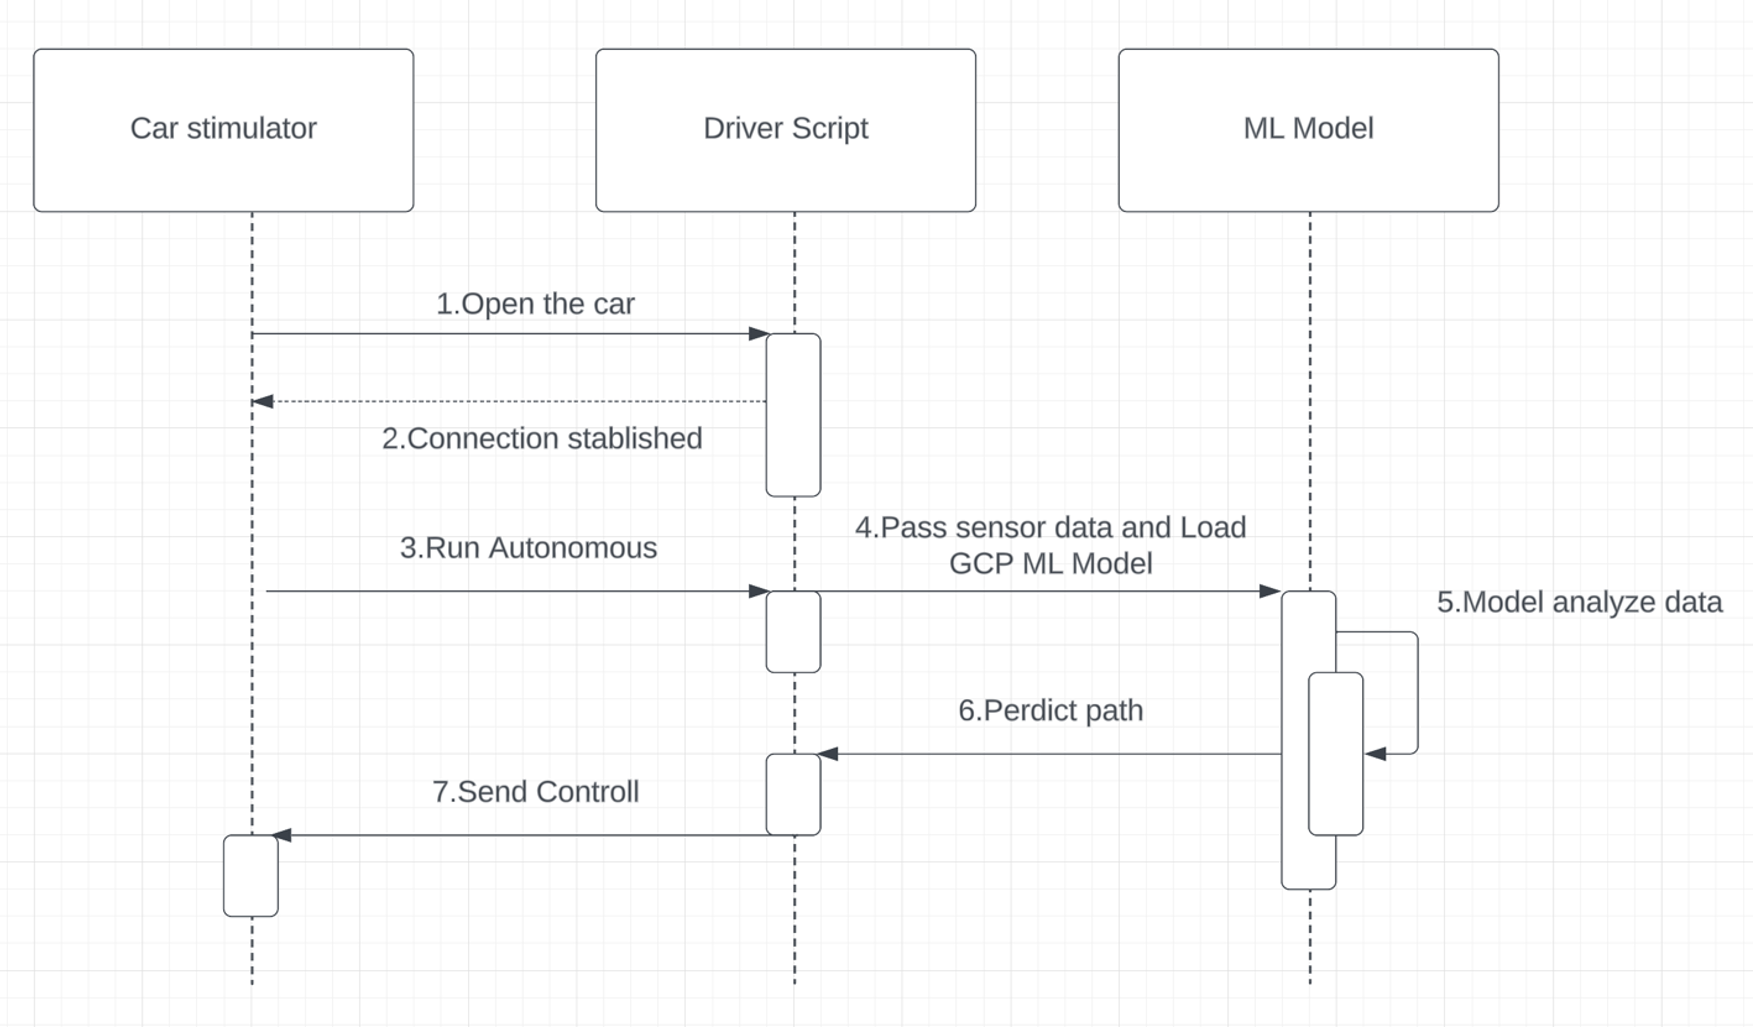 Car stimulator
Driver Script
ML Model
1.Open the car
2.Connection stablished
3.Run Autonomous
4.Pass sensor data and Load
GCP ML Model
5.Model analyze data
6.Perdict path
7.Send Controll